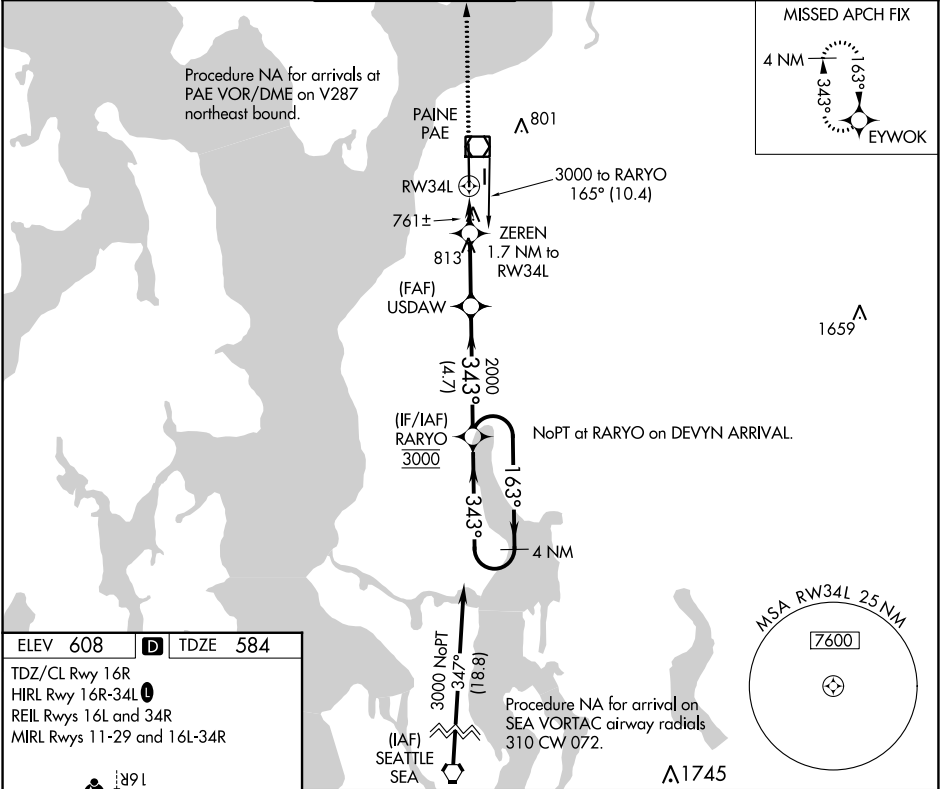 MISSED APCH FIX
4 NM
163°
343°
EYWOK
Procedure NA for arrivals at
PAE VOR/DME on V287
northeast bound.
PAINE
PAE
801
RW34L
3000 to RARYO
165° (10.4)
761±
ZEREN
1.7 NM to
RW34L
813
(FAF)
USDAW
1659
2000
343°
(4.7)
(IF/IAF)
RARYO
3000
NoPT at RARYO on DEVYN ARRIVAL.
163°
343°
4 NM
MSA RW34L 25 NM
7600
ELEV 608 D TDZE 584
TDZ/CL Rwy 16R
HIRL Rwy 16R-34L L
REIL Rwys 16L and 34R
MIRL Rwys 11-29 and 16L-34R
16R
3000 NoPT
347°
(18.8)
(IAF)
SEATTLE
SEA
Procedure NA for arrival on
SEA VORTAC airway radials
310 CW 072.
1745